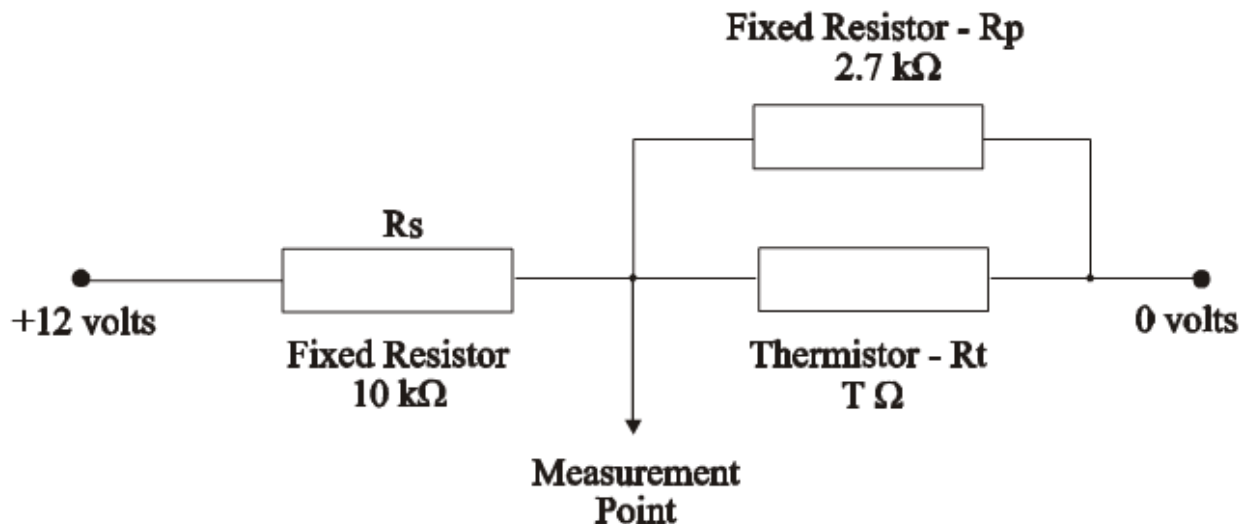 Fixed Resistor - Rp
2.7 kΩ
Rs
+12 volts
0 volts
Fixed Resistor
10 kΩ
Thermistor - Rt
T Ω
Measurement
Point